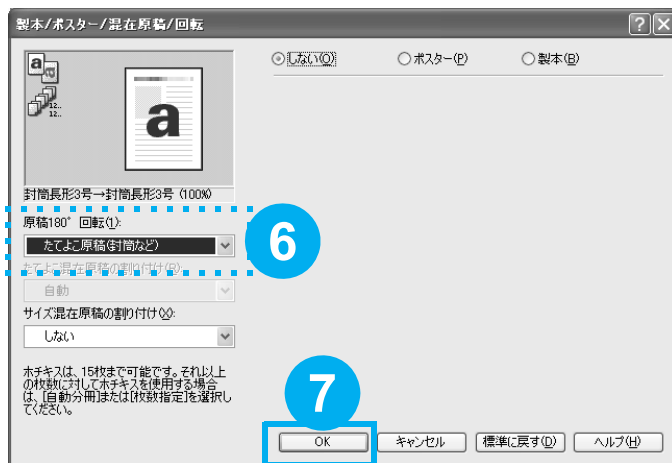 製本/ポスター/混在原稿/回転
しない(O) ポスター(P) 製本(B)
a
a
12..
12..
a
封筒長形3号→封筒長形3号 (100%)
原稿180°回転(1):
たてよこ原稿(封筒など)
6
たてよこ混在原稿の割り付け(R):
自動
サイズ混在原稿の割り付け(X):
しない
ホチキスは、15枚まで可能です。それ以上
の枚数に対してホチキスを使用する場合
は、[自動分冊]または[枚数指定]を選択し
てください。
7
OK キャンセル 標準に戻す(D) ヘルプ(H)